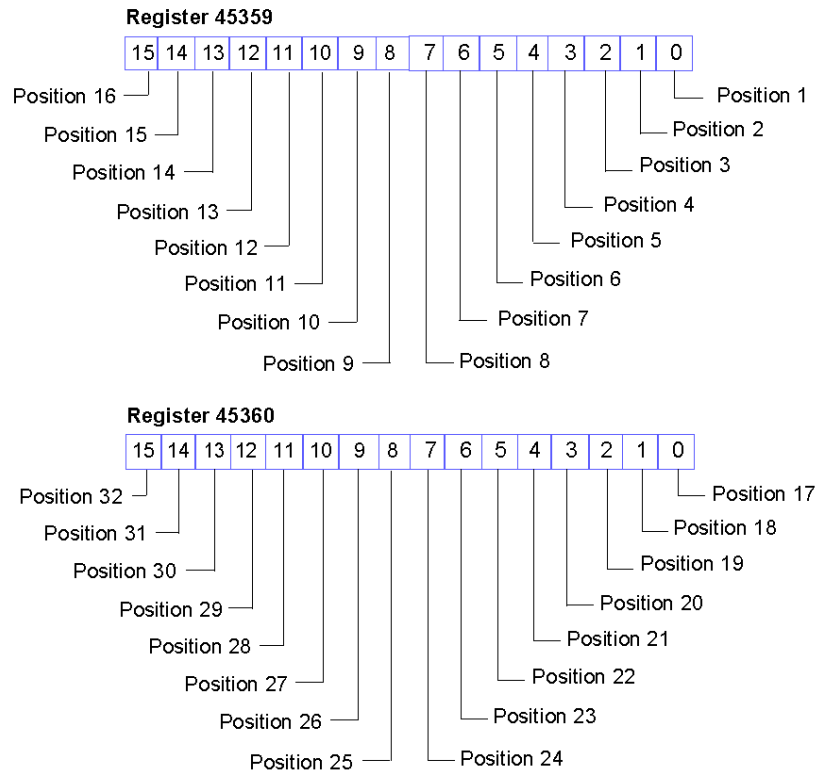 Register 45359
15 14 13 12 11 10 9 8 7 6 5 4 3 2 1 0
Position 16 Position 1
Position 15 Position 2
Position 14 Position 3
Position 13 Position 4
Position 12 Position 5
Position 11 Position 6
Position 10 Position 7
Position 9 Position 8
Register 45360
15 14 13 12 11 10 9 8 7 6 5 4 3 2 1 0
Position 32 Position 17
Position 31 Position 18
Position 30 Position 19
Position 29 Position 20
Position 28 Position 21
Position 27 Position 22
Position 26 Position 23
Position 25 Position 24